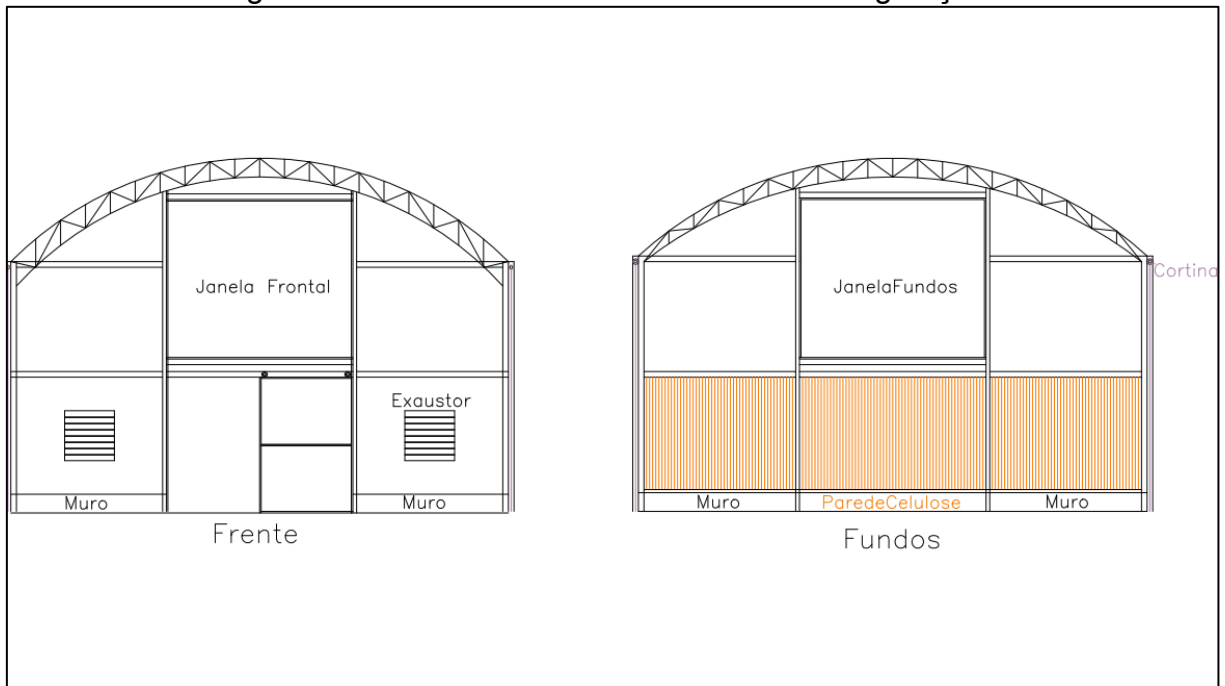 Janela Frontal
Exaustor
Muro
Muro
Frente
JanelaFundos
Cortina
Muro
ParedeCelulose
Muro
Fundos